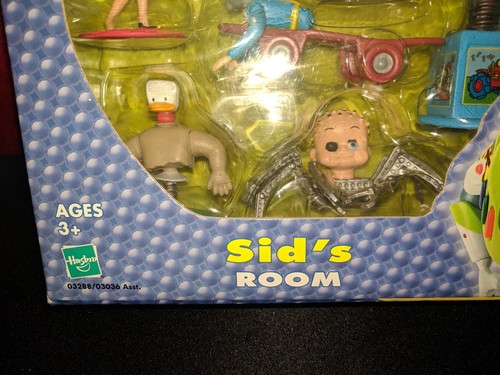 AGES
3+
Hasbro
03288/03036 Asst.
Sid's
ROOM